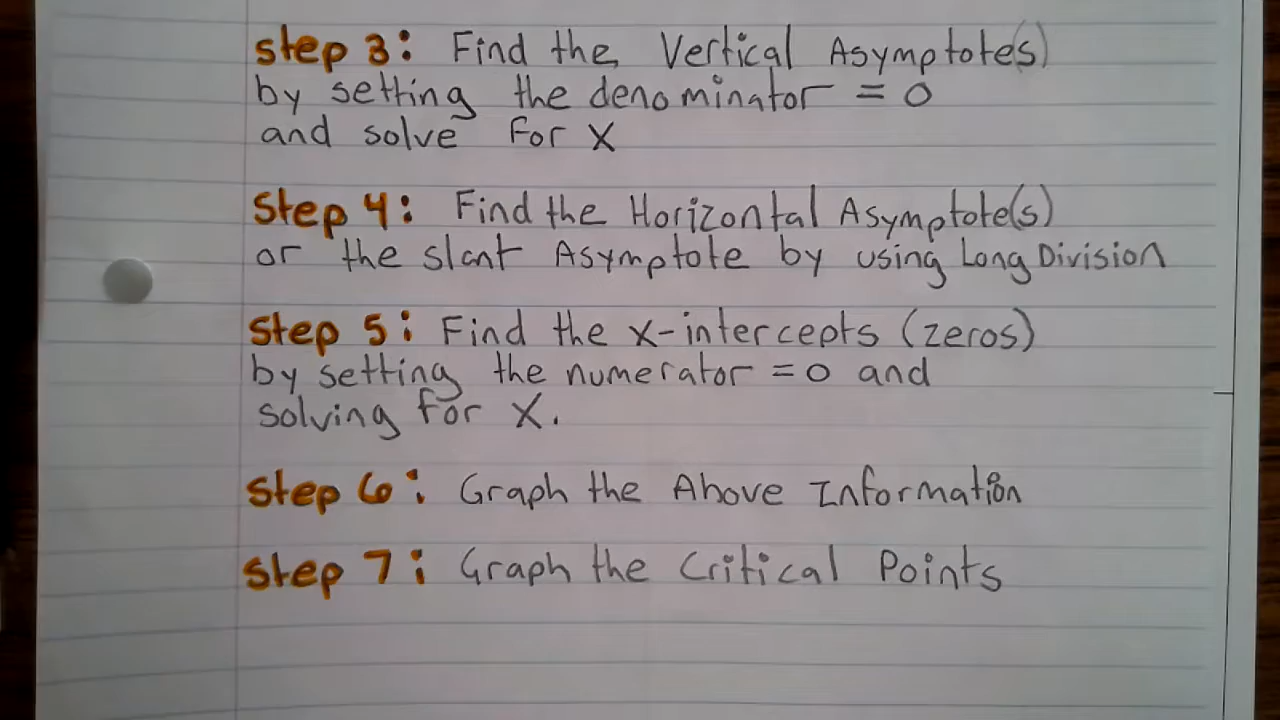 Step 3: Find the Vertical Asymptote(s)
by setting the denominator = 0
and solve for X
Step 4: Find the Horizontal Asymptote(s)
or the slant Asymptote by using Long Division
Step 5: Find the x-intercepts (zeros)
by setting the numerator = 0 and
solving for X.
Step 6: Graph the Above Information
Step 7: Graph the Critical Points